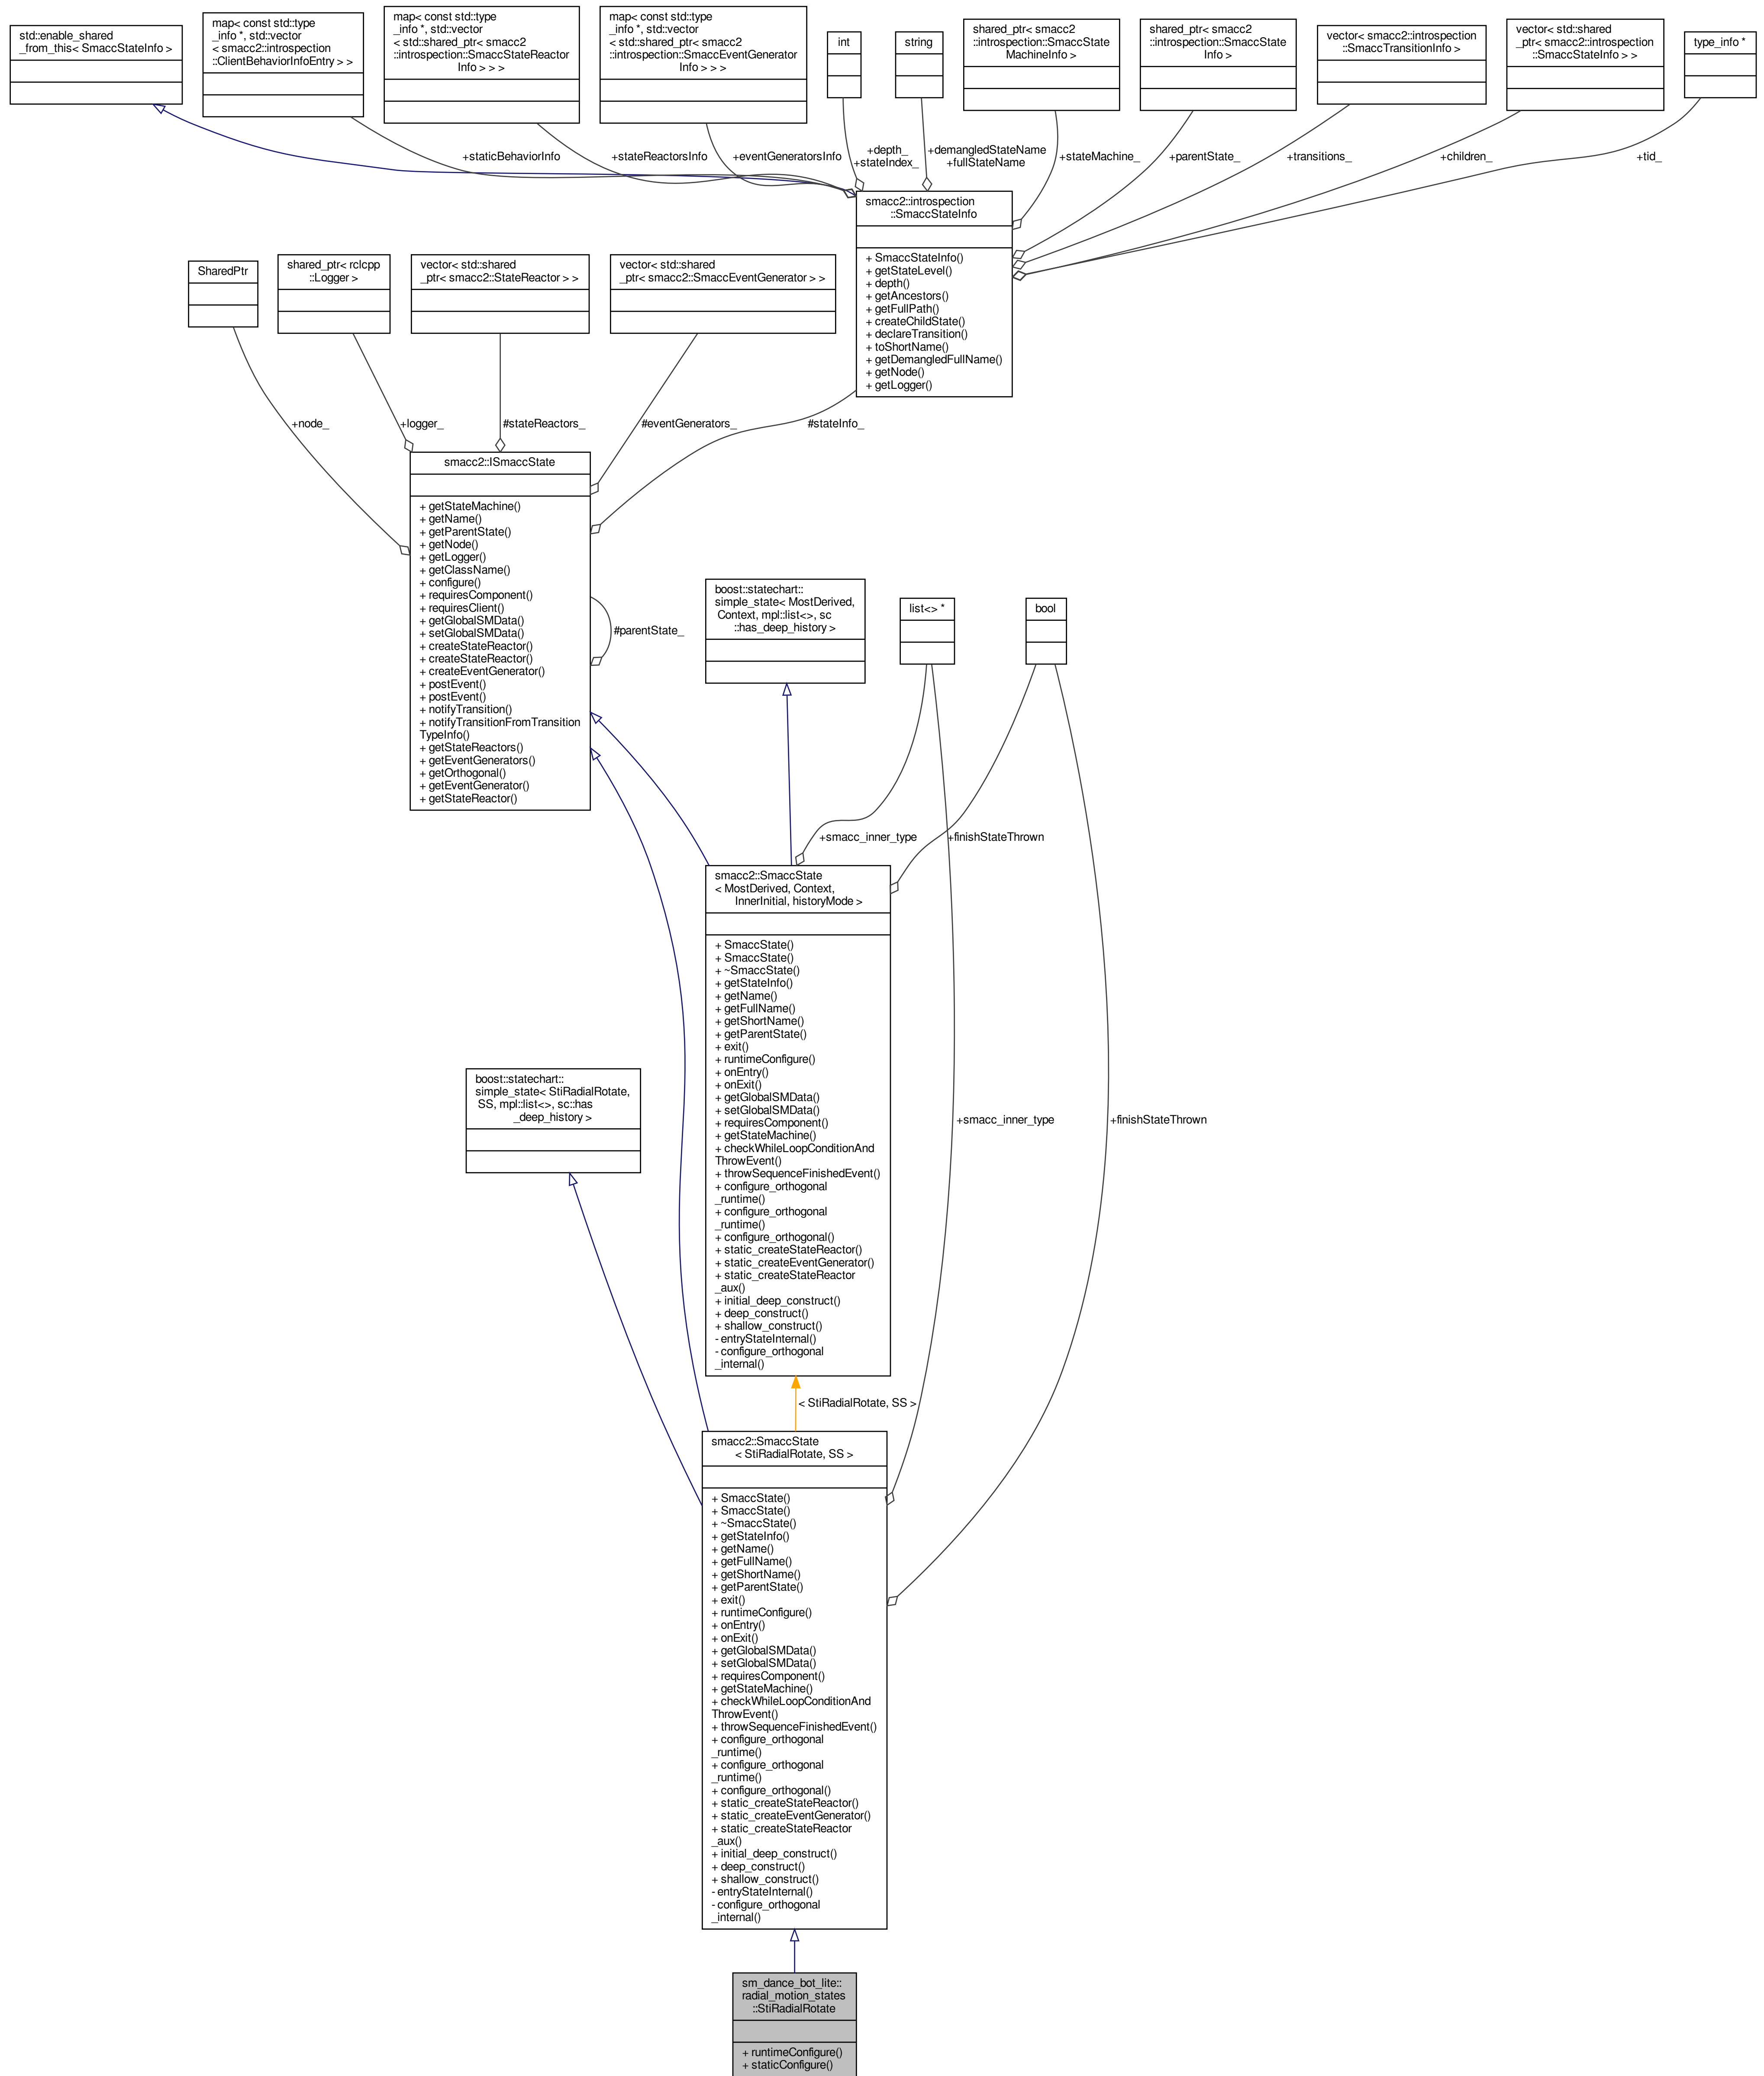 std::enable_shared
_from_this< SmaccStateInfo >
map< const std::type
_info *, std::vector
< smacc2::introspection
::ClientBehaviorInfoEntry > >
map< const std::type
_info *, std::vector
< std::shared_ptr< smacc2
::introspection::SmaccStateReactor
Info > > >
map< const std::type
_info *, std::vector
< std::shared_ptr< smacc2
::introspection::SmaccEventGenerator
Info > > >
int
string
shared_ptr< smacc2
::introspection::SmaccState
MachineInfo >
shared_ptr< smacc2
::introspection::SmaccState
Info >
vector< smacc2::introspection
::SmaccTransitionInfo >
vector< std::shared
_ptr< smacc2::introspection
::SmaccStateInfo > >
type_info *
+staticBehaviorInfo
+stateReactorsInfo
+eventGeneratorsInfo
+depth_
+stateIndex_
+demangledStateName
+fullStateName
+stateMachine_
+parentState_
+transitions_
+children_
+tid_
smacc2::introspection
::SmaccStateInfo
+ SmaccStateInfo()
+ getStateLevel()
+ depth()
+ getAncestors()
+ getFullPath()
+ createChildState()
+ declareTransition()
+ toShortName()
+ getDemangledFullName()
+ getNode()
+ getLogger()
SharedPtr
shared_ptr< rclcpp
::Logger >
vector< std::shared
_ptr< smacc2::StateReactor > >
vector< std::shared
_ptr< smacc2::SmaccEventGenerator > >
+node_
+logger_
#stateReactors_
#eventGenerators_
#stateInfo_
smacc2::ISmaccState
+ getStateMachine()
+ getName()
+ getParentState()
+ getNode()
+ getLogger()
+ getClassName()
+ configure()
+ requiresComponent()
+ requiresClient()
+ getGlobalSMData()
+ setGlobalSMData()
+ createStateReactor()
+ createStateReactor()
+ createEventGenerator()
+ postEvent()
+ postEvent()
+ notifyTransition()
+ notifyTransitionFromTransition
TypeInfo()
+ getStateReactors()
+ getEventGenerators()
+ getOrthogonal()
+ getEventGenerator()
+ getStateReactor()
#parentState_
boost::statechart::
simple_state< MostDerived,
Context, mpl::list<>, sc
::has_deep_history >
list<> *
bool
+smacc_inner_type
+finishStateThrown
smacc2::SmaccState
< MostDerived, Context,
InnerInitial, historyMode >
+ SmaccState()
+ SmaccState()
+ ~SmaccState()
+ getStateInfo()
+ getName()
+ getFullName()
+ getShortName()
+ getParentState()
+ exit()
+ runtimeConfigure()
+ onEntry()
+ onExit()
+ getGlobalSMData()
+ setGlobalSMData()
+ requiresComponent()
+ getStateMachine()
+ checkWhileLoopConditionAnd
ThrowEvent()
+ throwSequenceFinishedEvent()
+ configure_orthogonal
_runtime()
+ configure_orthogonal
_runtime()
+ configure_orthogonal()
+ static_createStateReactor()
+ static_createEventGenerator()
+ static_createStateReactor
_aux()
+ initial_deep_construct()
+ deep_construct()
+ shallow_construct()
- entryStateInternal()
- configure_orthogonal
_internal()
boost::statechart::
simple_state< StiRadialRotate,
SS, mpl::list<>, sc::has
_deep_history >
+smacc_inner_type
+finishStateThrown
< StiRadialRotate, SS >
smacc2::SmaccState
< StiRadialRotate, SS >
+ SmaccState()
+ SmaccState()
+ ~SmaccState()
+ getStateInfo()
+ getName()
+ getFullName()
+ getShortName()
+ getParentState()
+ exit()
+ runtimeConfigure()
+ onEntry()
+ onExit()
+ getGlobalSMData()
+ setGlobalSMData()
+ requiresComponent()
+ getStateMachine()
+ checkWhileLoopConditionAnd
ThrowEvent()
+ throwSequenceFinishedEvent()
+ configure_orthogonal
_runtime()
+ configure_orthogonal
_runtime()
+ configure_orthogonal()
+ static_createStateReactor()
+ static_createEventGenerator()
+ static_createStateReactor
_aux()
+ initial_deep_construct()
+ deep_construct()
+ shallow_construct()
- entryStateInternal()
- configure_orthogonal
_internal()
sm_dance_bot_lite::
radial_motion_states
::StiRadialRotate
+ runtimeConfigure()
+ staticConfigure()